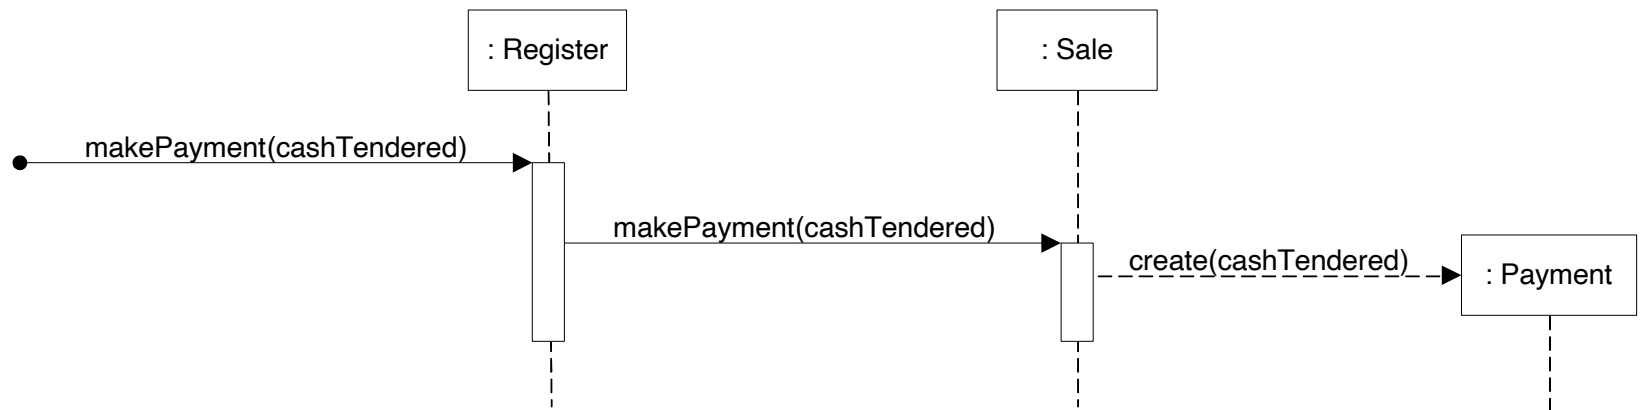 : Register
: Sale
makePayment(cashTendered)
makePayment(cashTendered)
create(cashTendered)
: Payment